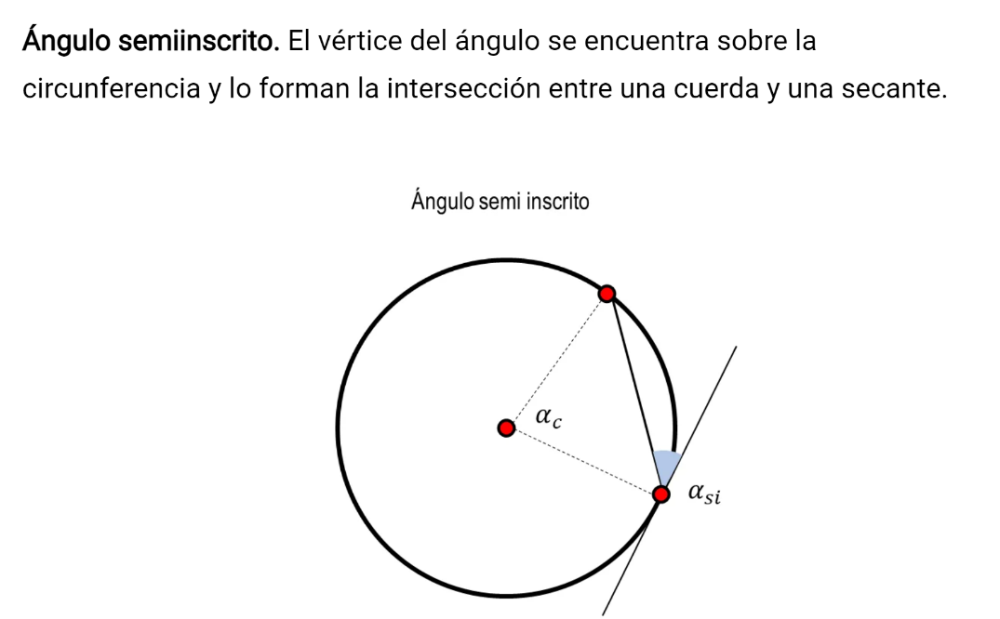 Ángulo semiinscrito. El vértice del ángulo se encuentra sobre la
circunferencia y lo forman la intersección entre una cuerda y una secante.
Ángulo semi inscrito
αc
αsi